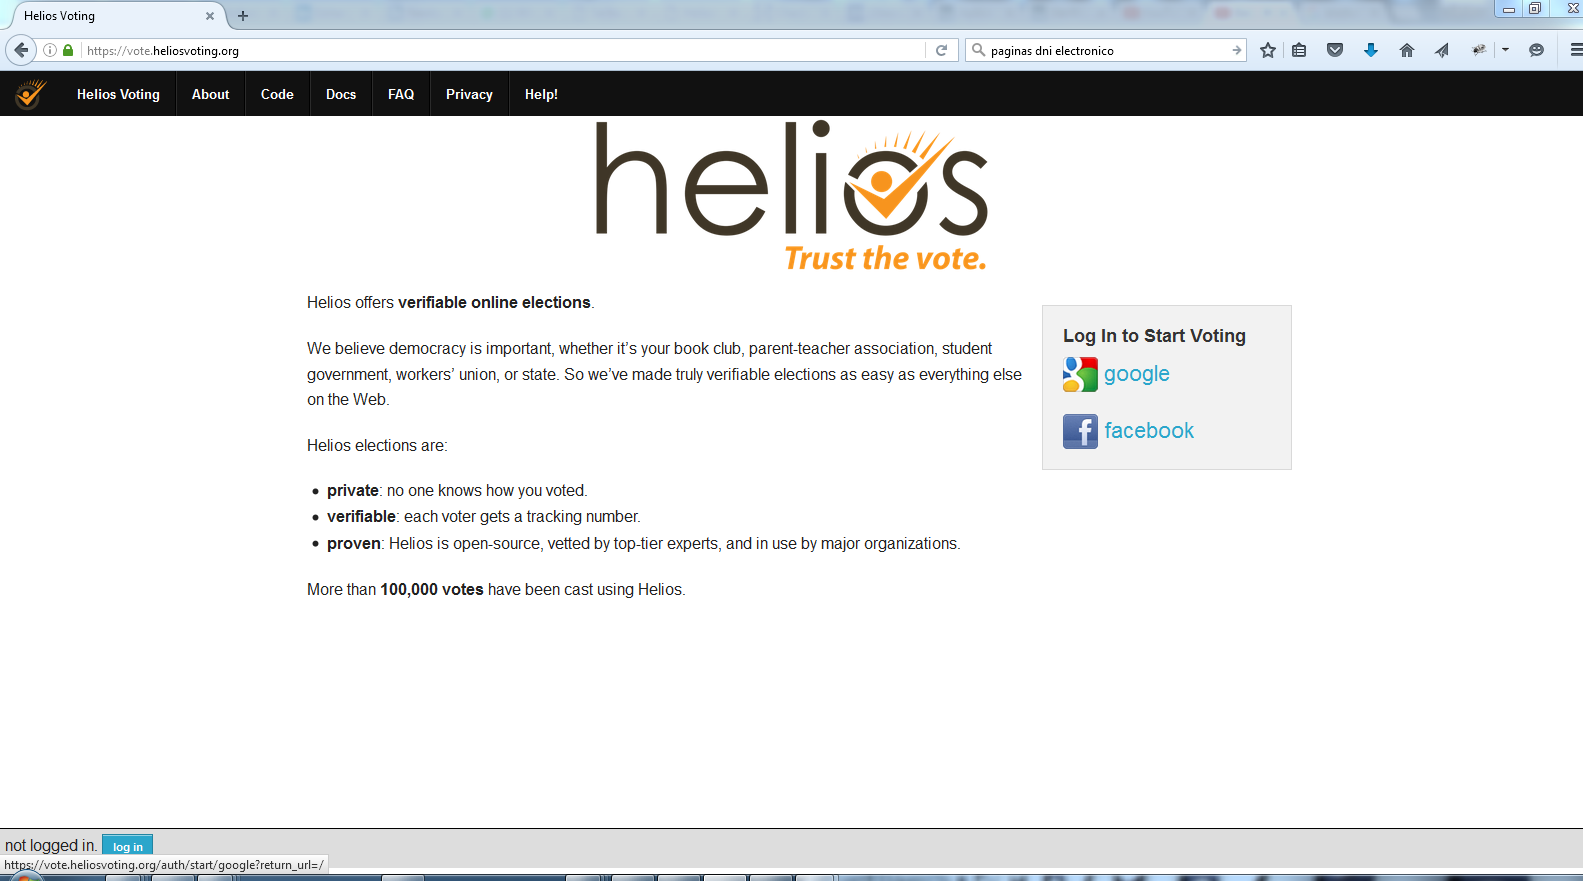 Helios Voting
https://vote.heliosvoting.org
paginas dni electronico
Helios Voting About Code Docs FAQ Privacy Help!
helios
Trust the vote.
Helios offers verifiable online elections.
We believe democracy is important, whether it's your book club, parent-teacher association, student
government, workers' union, or state. So we've made truly verifiable elections as easy as everything else
on the Web.
Helios elections are:
• private: no one knows how you voted.
• verifiable: each voter gets a tracking number.
• proven: Helios is open-source, vetted by top-tier experts, and in use by major organizations.
More than 100,000 votes have been cast using Helios.
Log In to Start Voting
google
facebook
not logged in. log in
https://vote.heliosvoting.org/auth/start/google?return_url=/